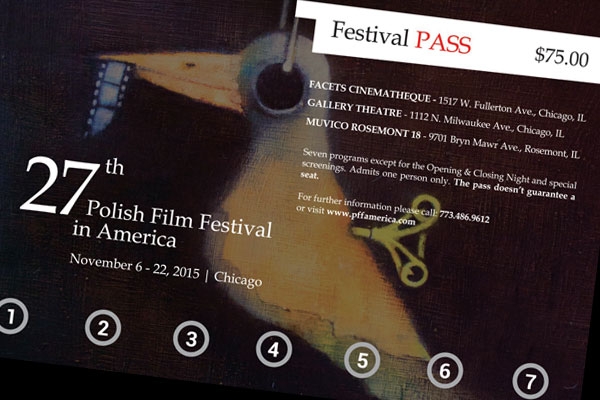 Festival PASS
$75.00
FACETS CINEMATHEQUE - 1517 W. Fullerton Ave., Chicago, IL
GALLERY THEATRE - 1112 N. Milwaukee Ave., Chicago, IL
MUVICO ROSEMONT 18 - 9701 Bryn Mawr Ave., Rosemont, IL
Seven programs except for the Opening & Closing Night and special
screenings. Admits one person only. The pass doesn't guarantee a
seat.
For further information please call: 773.486.9612
or visit www.pffamerica.com
27th
Polish Film Festival
in America
November 6 - 22, 2015 | Chicago
1 2 3 4 5 6 7